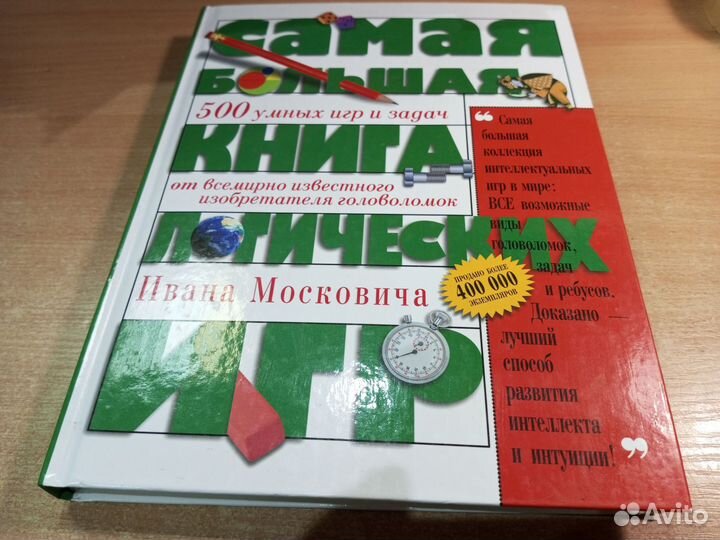 самая
большая
500 умных игр и задач
книга
от всемирно известного
изобретателя головоломок
логических
Ивана Московича
игр
ПРОДАНО БОЛЕЕ
400 000
ЭКЗЕМПЛЯРОВ
“ Самая
большая
коллекция
интеллектуальных
игр в мире:
ВСЕ возможные
виды
головоломок,
задач
и ребусов.
Доказано —
лучший
способ
развития
интеллекта
и интуиции! ”
Avito